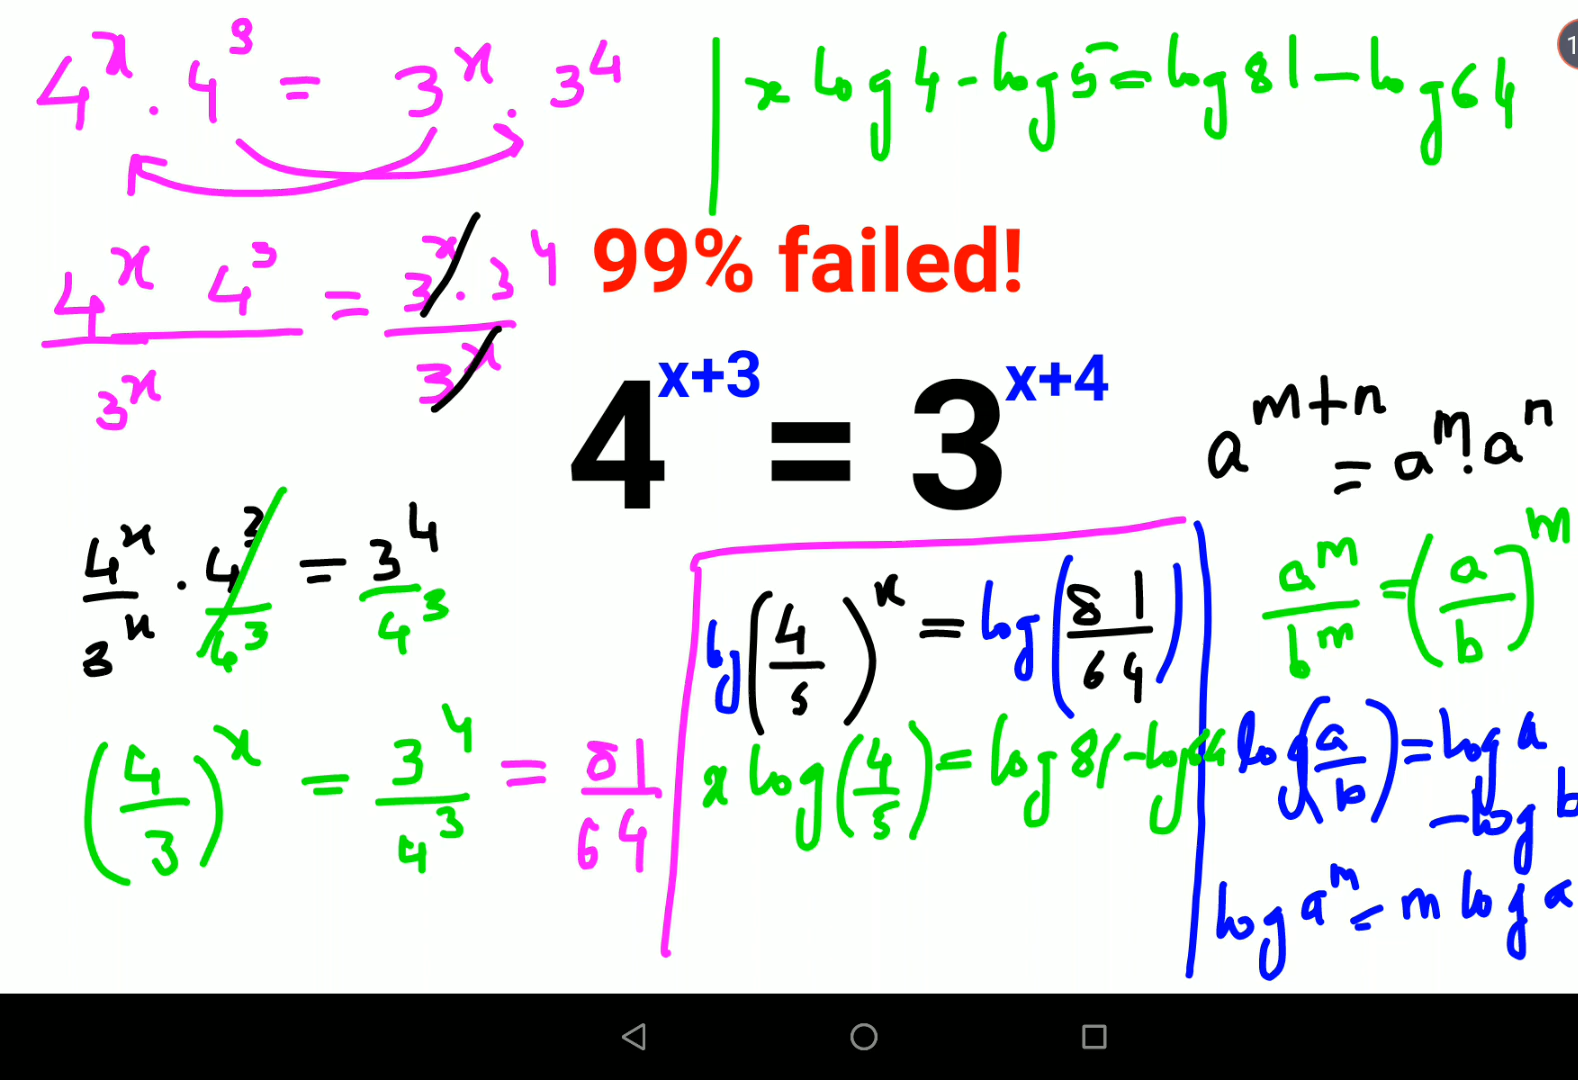 4^x . 4^3 = 3^x . 3^4
x log 4 - log 5 = log 81 - log 64
1
99% failed!
4^x 4^3 / 3^x = 3^x . 3^4 / 3^x
4^(x+3) = 3^(x+4)
a^(m+n) = a^m . a^n
4^x / 3^x . 4^3 / 4^3 = 3^4 / 4^3
a^m / b^m = (a/b)^m
log (4/5)^x = log (81/64)
(4/3)^x = 3^4 / 4^3 = 81 / 64
x log (4/5) = log 81 - log 64
log (a/b) = log a
- log b
log a^m = m log a